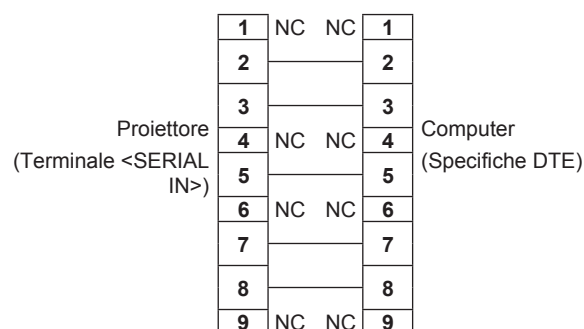 1 NC NC 1
2 2
3 3
Proiettore
(Terminale <SERIAL
IN>)
4 NC NC 4
Computer
(Specifiche DTE)
5 5
6 NC NC 6
7 7
8 8
9 NC NC 9